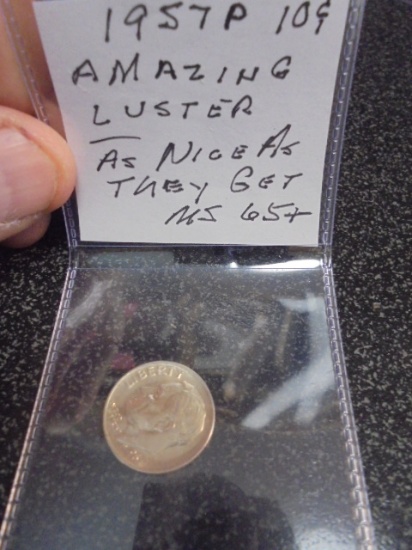 1957P 10¢
AMAZING
LUSTER
AS NICE AS
THEY GET
MS 65+
LIBERTY